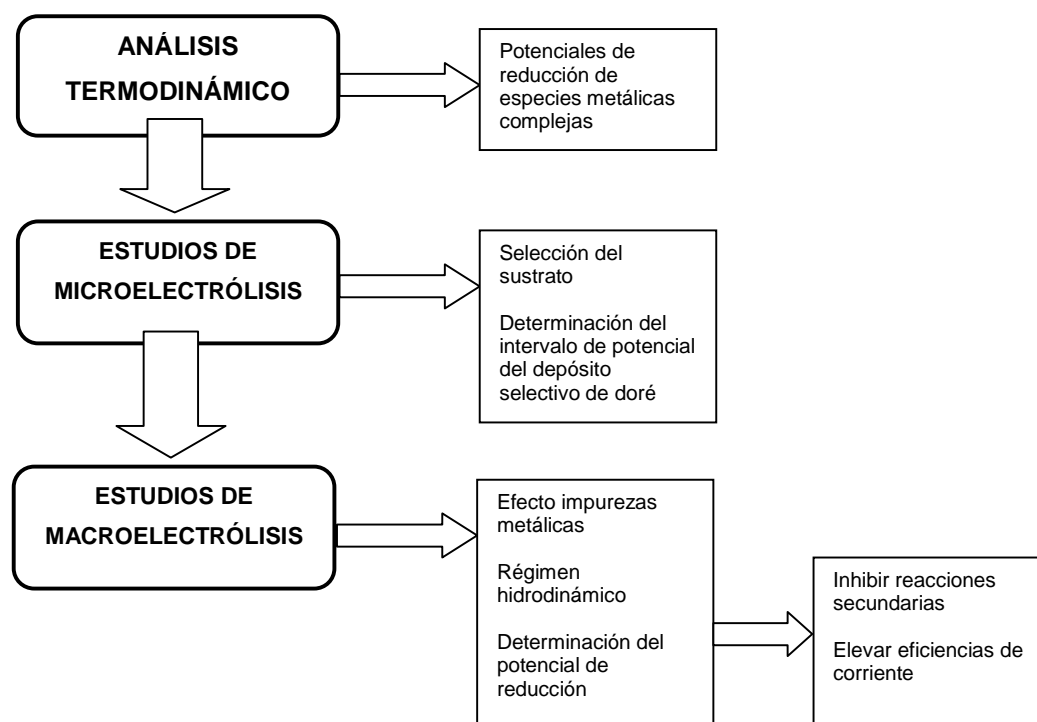 ANÁLISIS
TERMODINÁMICO
Potenciales de
reducción de
especies metálicas
complejas
ESTUDIOS DE
MICROELECTRÓLISIS
Selección del
sustrato
Determinación del
intervalo de potencial
del depósito
selectivo de doré
ESTUDIOS DE
MACROELECTRÓLISIS
Efecto impurezas
metálicas
Régimen
hidrodinámico
Determinación del
potencial de
reducción
Inhibir reacciones
secundarias
Elevar eficiencias de
corriente